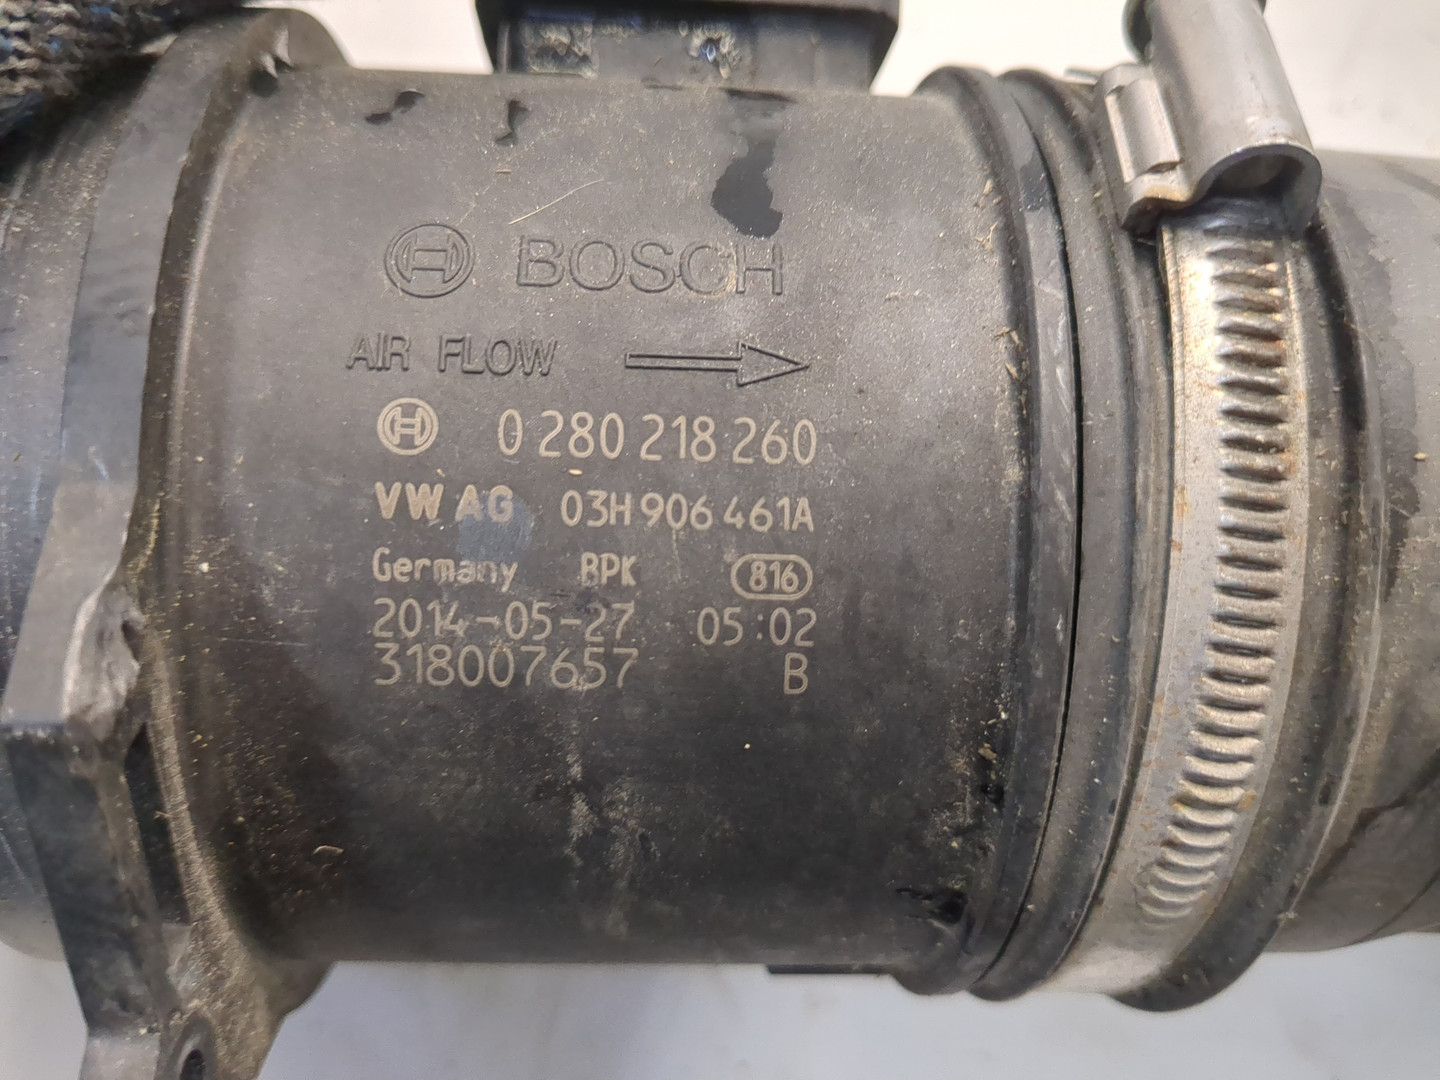 BOSCH
AIR FLOW
0 280 218 260
VW AG 03H 906 461A
Germany BPK 816
2014-05-27 05:02
318007657 B